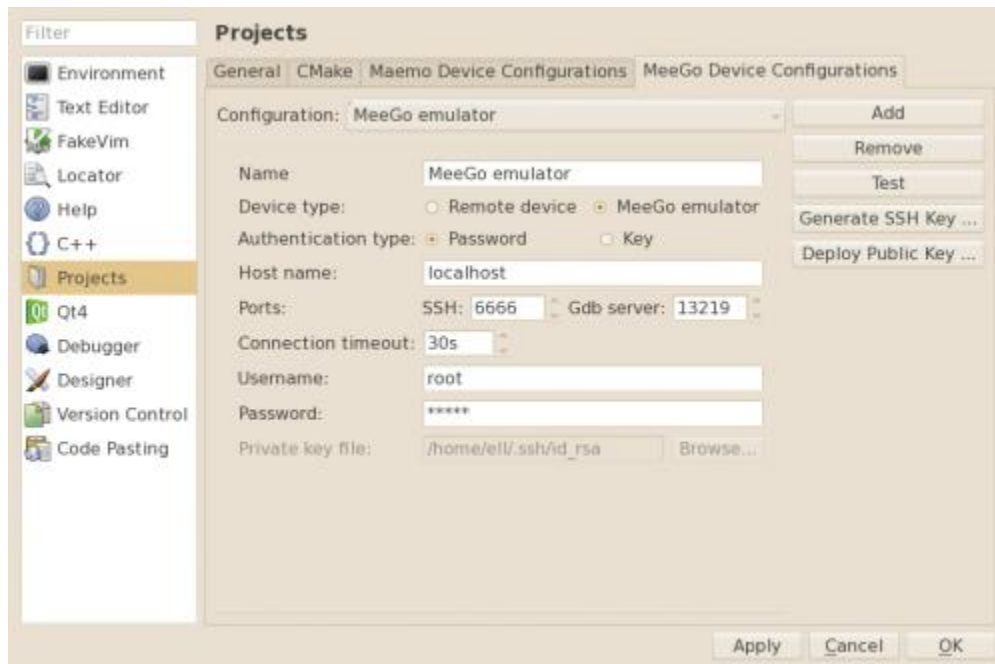 Filter
Environment
Text Editor
FakeVim
Locator
Help
C++
Projects
Qt4
Debugger
Designer
Version Control
Code Pasting
Projects
General CMake Maemo Device Configurations MeeGo Device Configurations
Configuration: MeeGo emulator
Name MeeGo emulator
Device type: Remote device MeeGo emulator
Authentication type: Password Key
Host name: localhost
Ports: SSH: 6666 Gdb server: 13219
Connection timeout: 30s
Username: root
Password: *****
Private key file: /home/ell/.ssh/id_rsa Browse...
Add
Remove
Test
Generate SSH Key ...
Deploy Public Key ...
Apply Cancel OK